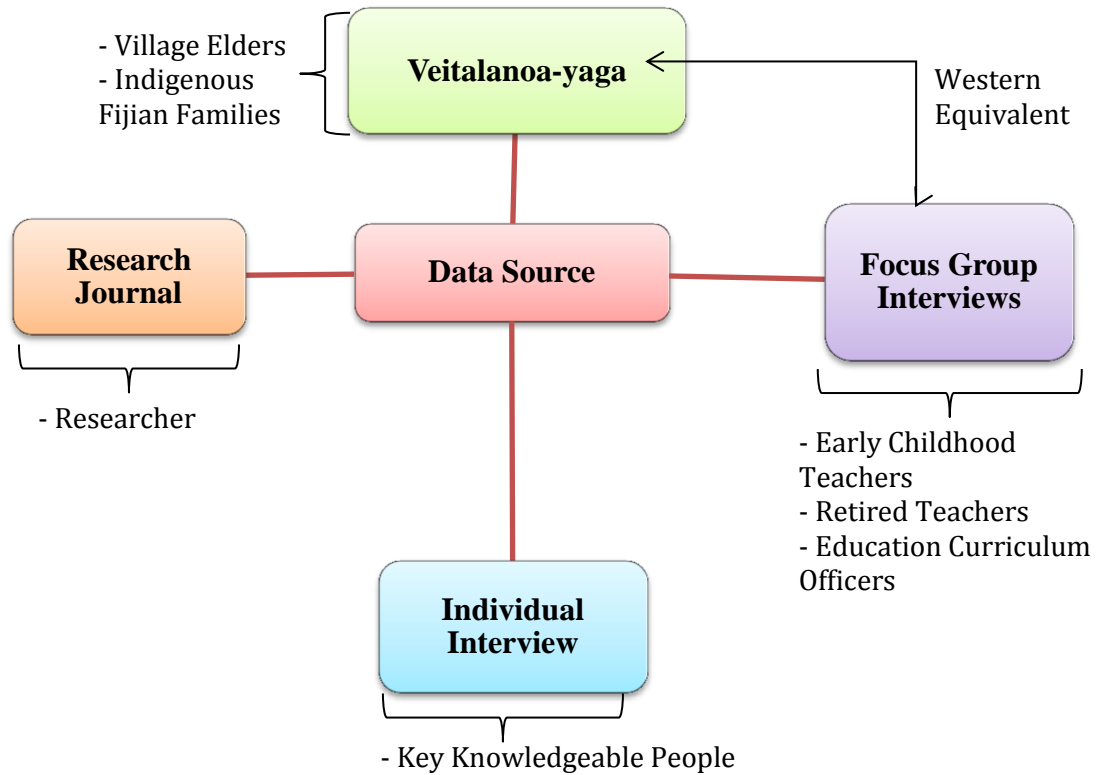 - Village Elders
- Indigenous
Fijian Families
Veitalanoa-yaga
Western
Equivalent
Research
Journal
Data Source
Focus Group
Interviews
- Researcher
- Early Childhood
Teachers
- Retired Teachers
- Education Curriculum
Officers
Individual
Interview
- Key Knowledgeable People